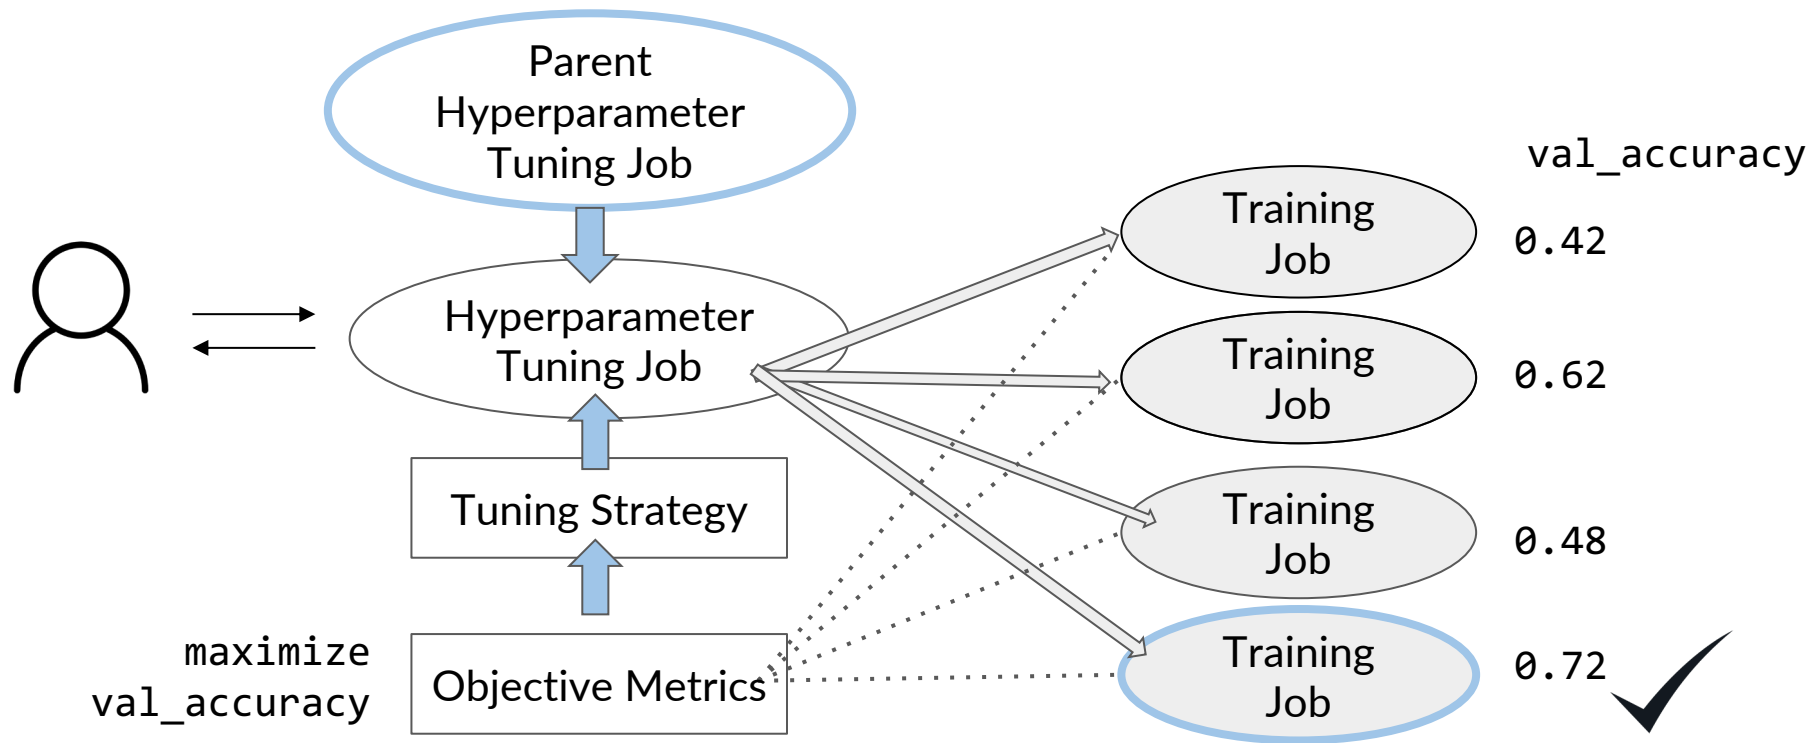 Parent
Hyperparameter
Tuning Job
Hyperparameter
Tuning Job
Tuning Strategy
maximize
val_accuracy
Objective Metrics
val_accuracy
Training
Job
0.42
Training
Job
0.62
Training
Job
0.48
Training
Job
0.72